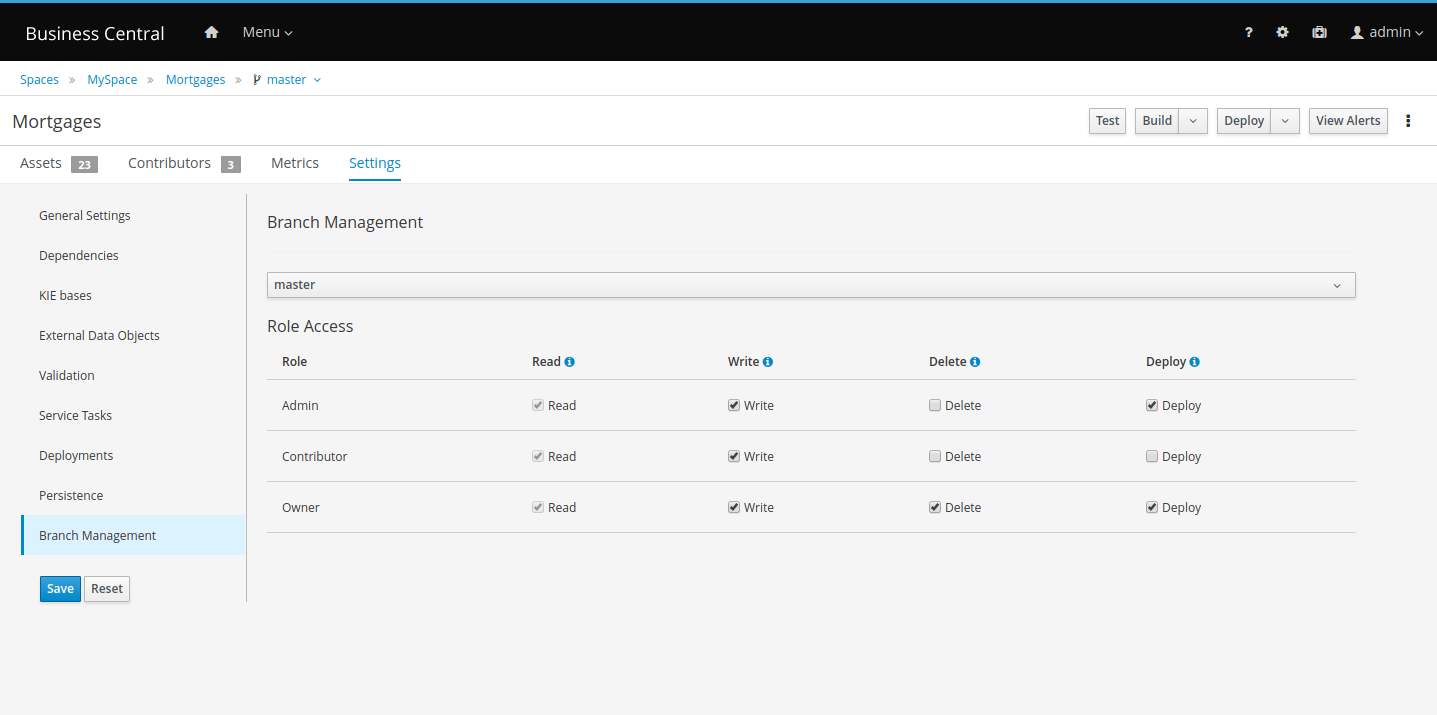 Business Central Menu ? admin
Spaces » MySpace » Mortgages » master
Mortgages Test Build Deploy View Alerts
Assets 23 Contributors 3 Metrics Settings
General Settings
Dependencies
KIE bases
External Data Objects
Validation
Service Tasks
Deployments
Persistence
Branch Management
Save Reset
Branch Management
master
Role Access
Role Read Write Delete Deploy
Admin Read Write Delete Deploy
Contributor Read Write Delete Deploy
Owner Read Write Delete Deploy